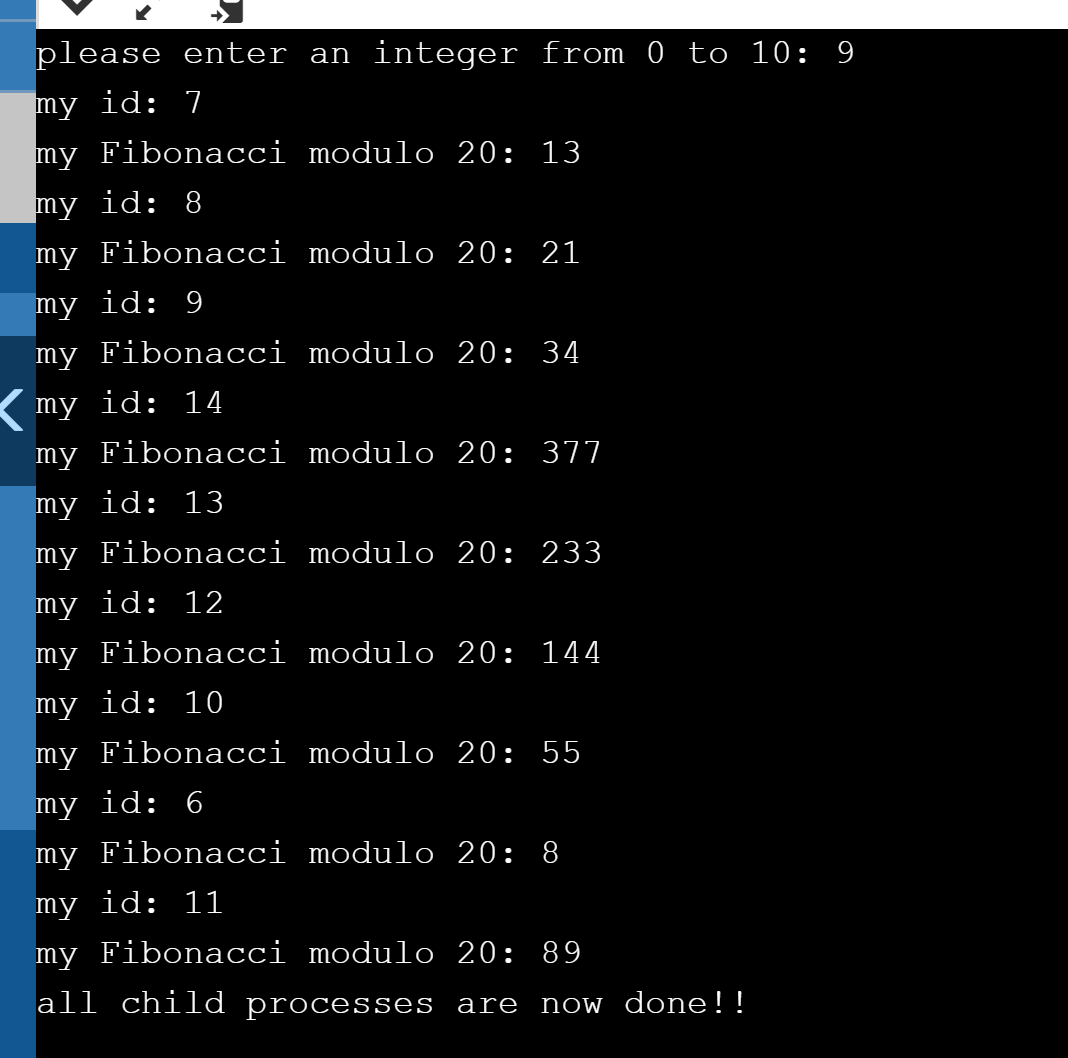 please enter an integer from 0 to 10: 9
my id: 7
my Fibonacci modulo 20: 13
my id: 8
my Fibonacci modulo 20: 21
my id: 9
my Fibonacci modulo 20: 34
my id: 14
my Fibonacci modulo 20: 377
my id: 13
my Fibonacci modulo 20: 233
my id: 12
my Fibonacci modulo 20: 144
my id: 10
my Fibonacci modulo 20: 55
my id: 6
my Fibonacci modulo 20: 8
my id: 11
my Fibonacci modulo 20: 89
all child processes are now done!!